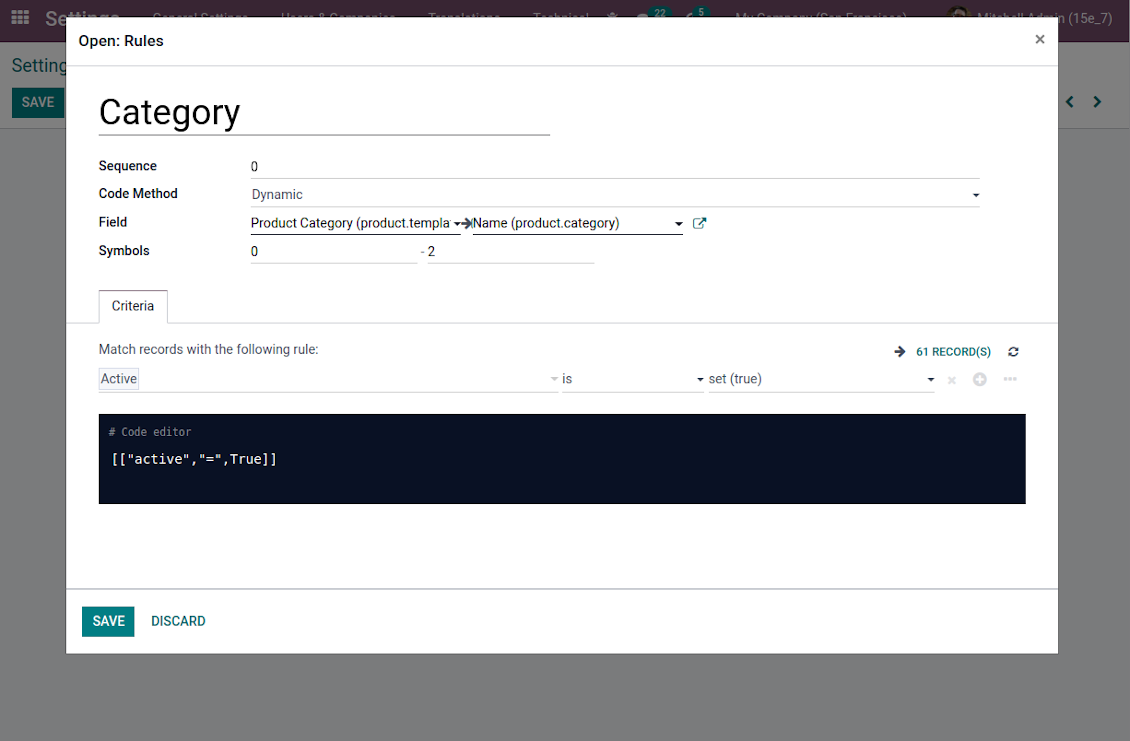 Settings General Settings Users & Companies Translations Technical 22 5 My Company (San Francisco) Mitchell Admin (15e_7)
Open: Rules ×
Setting
SAVE
Category
Sequence 0
Code Method Dynamic
Field Product Category (product.templa Name (product.category)
Symbols 0 - 2
Criteria
Match records with the following rule: 61 RECORD(S)
Active is set (true)
# Code editor
[["active","=",True]]
SAVE DISCARD